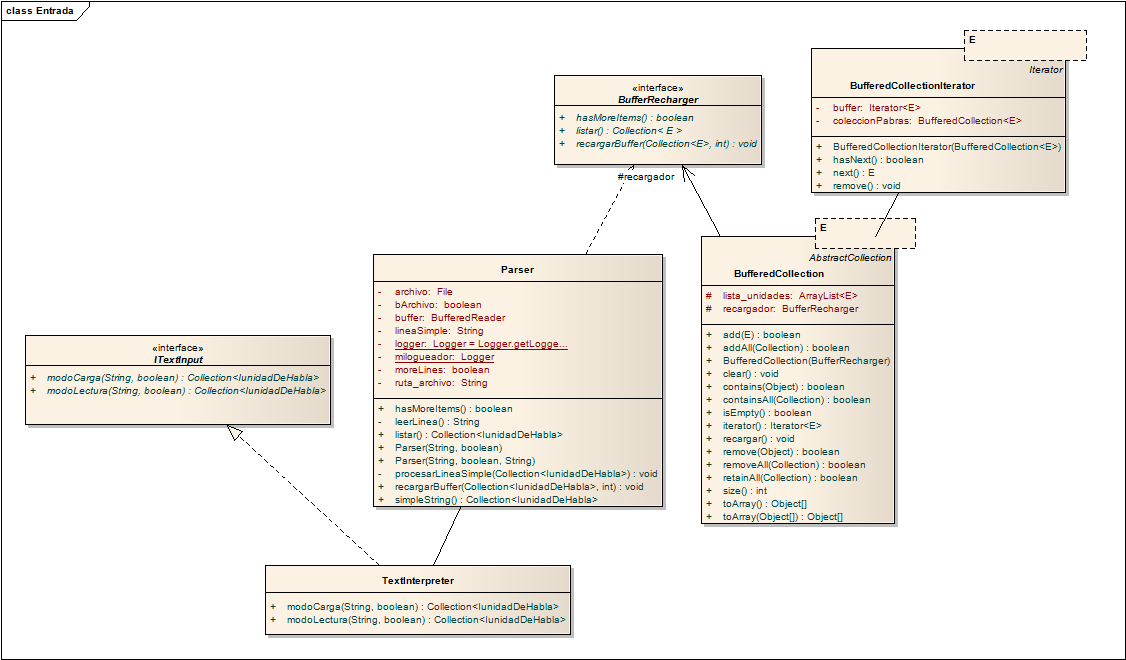 class Entrada
E
Iterator
BufferedCollectionIterator
- buffer: Iterator<E>
- coleccionPabras: BufferedCollection<E>
+ BufferedCollectionIterator(BufferedCollection<E>)
+ hasNext() : boolean
+ next() : E
+ remove() : void
«interface»
BufferRecharger
+ hasMoreItems() : boolean
+ listar() : Collection< E >
+ recargarBuffer(Collection<E>, int) : void
#recargador
E
AbstractCollection
BufferedCollection
# lista_unidades: ArrayList<E>
# recargador: BufferRecharger
+ add(E) : boolean
+ addAll(Collection) : boolean
+ BufferedCollection(BufferRecharger)
+ clear() : void
+ contains(Object) : boolean
+ containsAll(Collection) : boolean
+ isEmpty() : boolean
+ iterator() : Iterator<E>
+ recargar() : void
+ remove(Object) : boolean
+ removeAll(Collection) : boolean
+ retainAll(Collection) : boolean
+ size() : int
+ toArray() : Object[]
+ toArray(Object[]) : Object[]
Parser
- archivo: File
- bArchivo: boolean
- buffer: BufferedReader
- lineaSimple: String
- logger: Logger = Logger.getLogge...
- milogueador: Logger
- moreLines: boolean
- ruta_archivo: String
+ hasMoreItems() : boolean
- leerLinea() : String
+ listar() : Collection<IunidadDeHabla>
+ Parser(String, boolean)
+ Parser(String, boolean, String)
- procesarLineaSimple(Collection<IunidadDeHabla>) : void
+ recargarBuffer(Collection<IunidadDeHabla>, int) : void
+ simpleString() : Collection<IunidadDeHabla>
«interface»
ITextInput
+ modoCarga(String, boolean) : Collection<IunidadDeHabla>
+ modoLectura(String, boolean) : Collection<IunidadDeHabla>
TextInterpreter
+ modoCarga(String, boolean) : Collection<IunidadDeHabla>
+ modoLectura(String, boolean) : Collection<IunidadDeHabla>